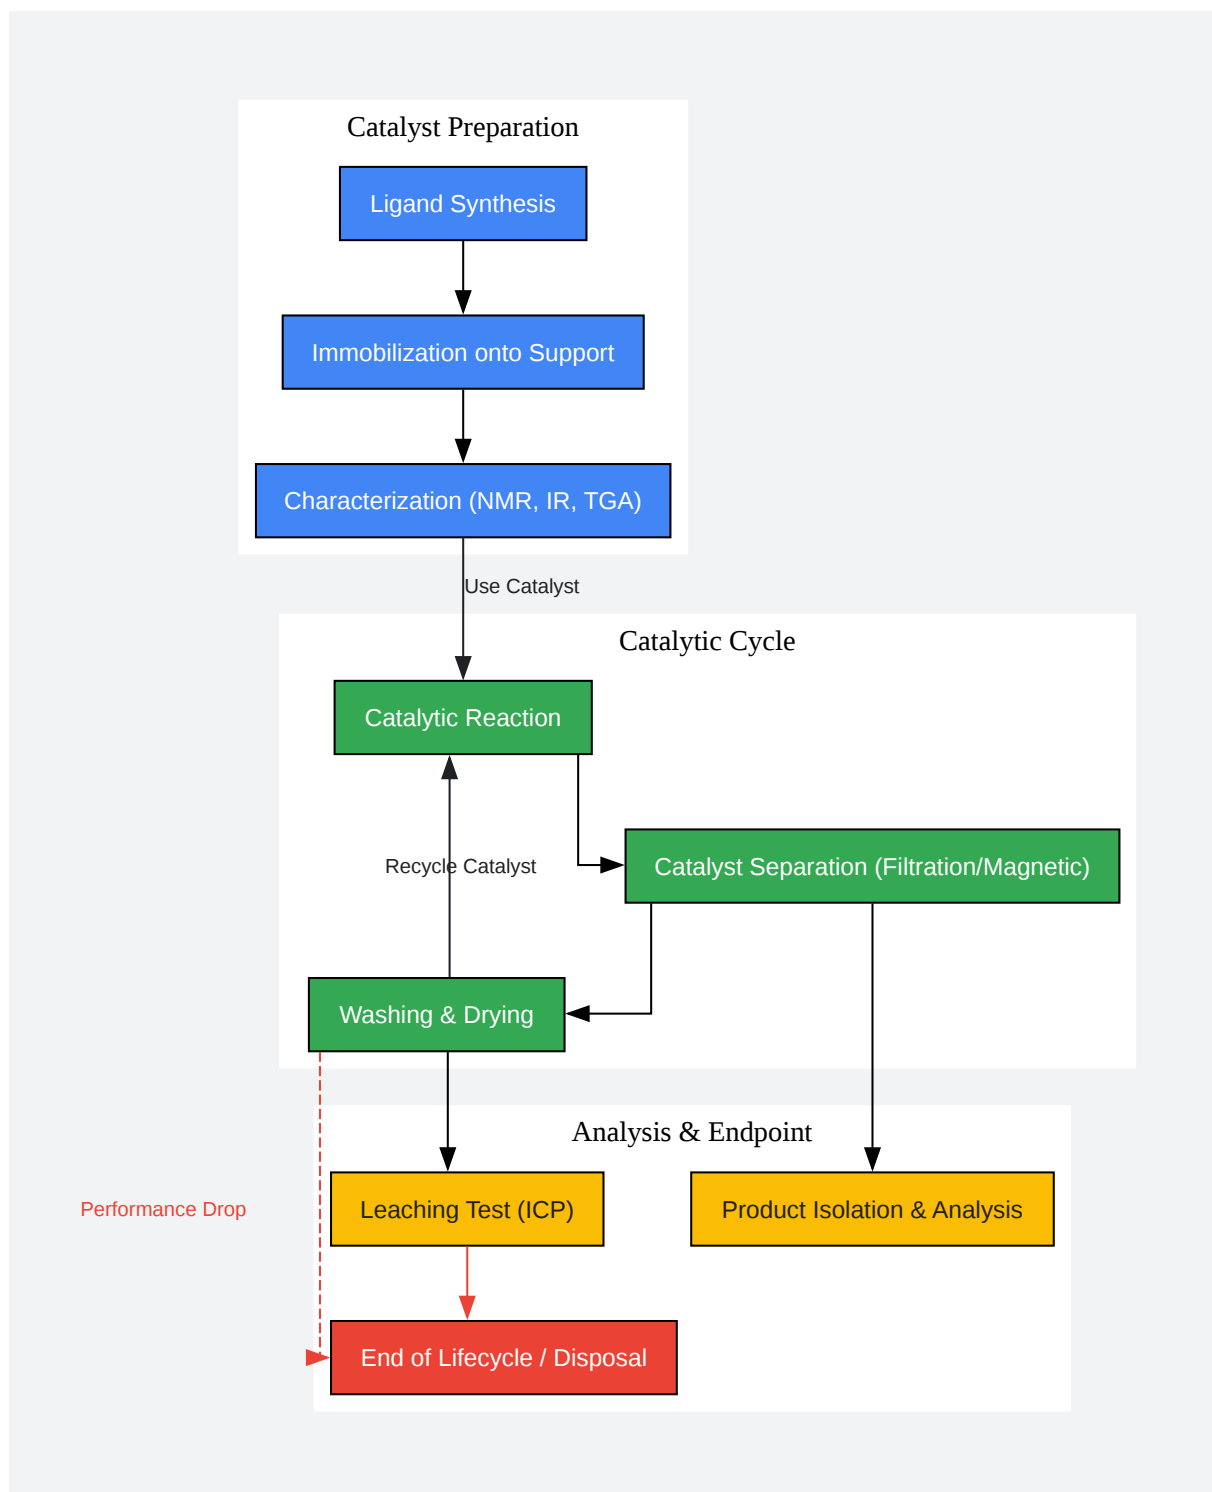 Catalyst Preparation
Ligand Synthesis
Immobilization onto Support
Characterization (NMR, IR, TGA)
Use Catalyst
Catalytic Cycle
Catalytic Reaction
Recycle Catalyst
Catalyst Separation (Filtration/Magnetic)
Washing & Drying
Analysis & Endpoint
Performance Drop
Leaching Test (ICP)
Product Isolation & Analysis
End of Lifecycle / Disposal